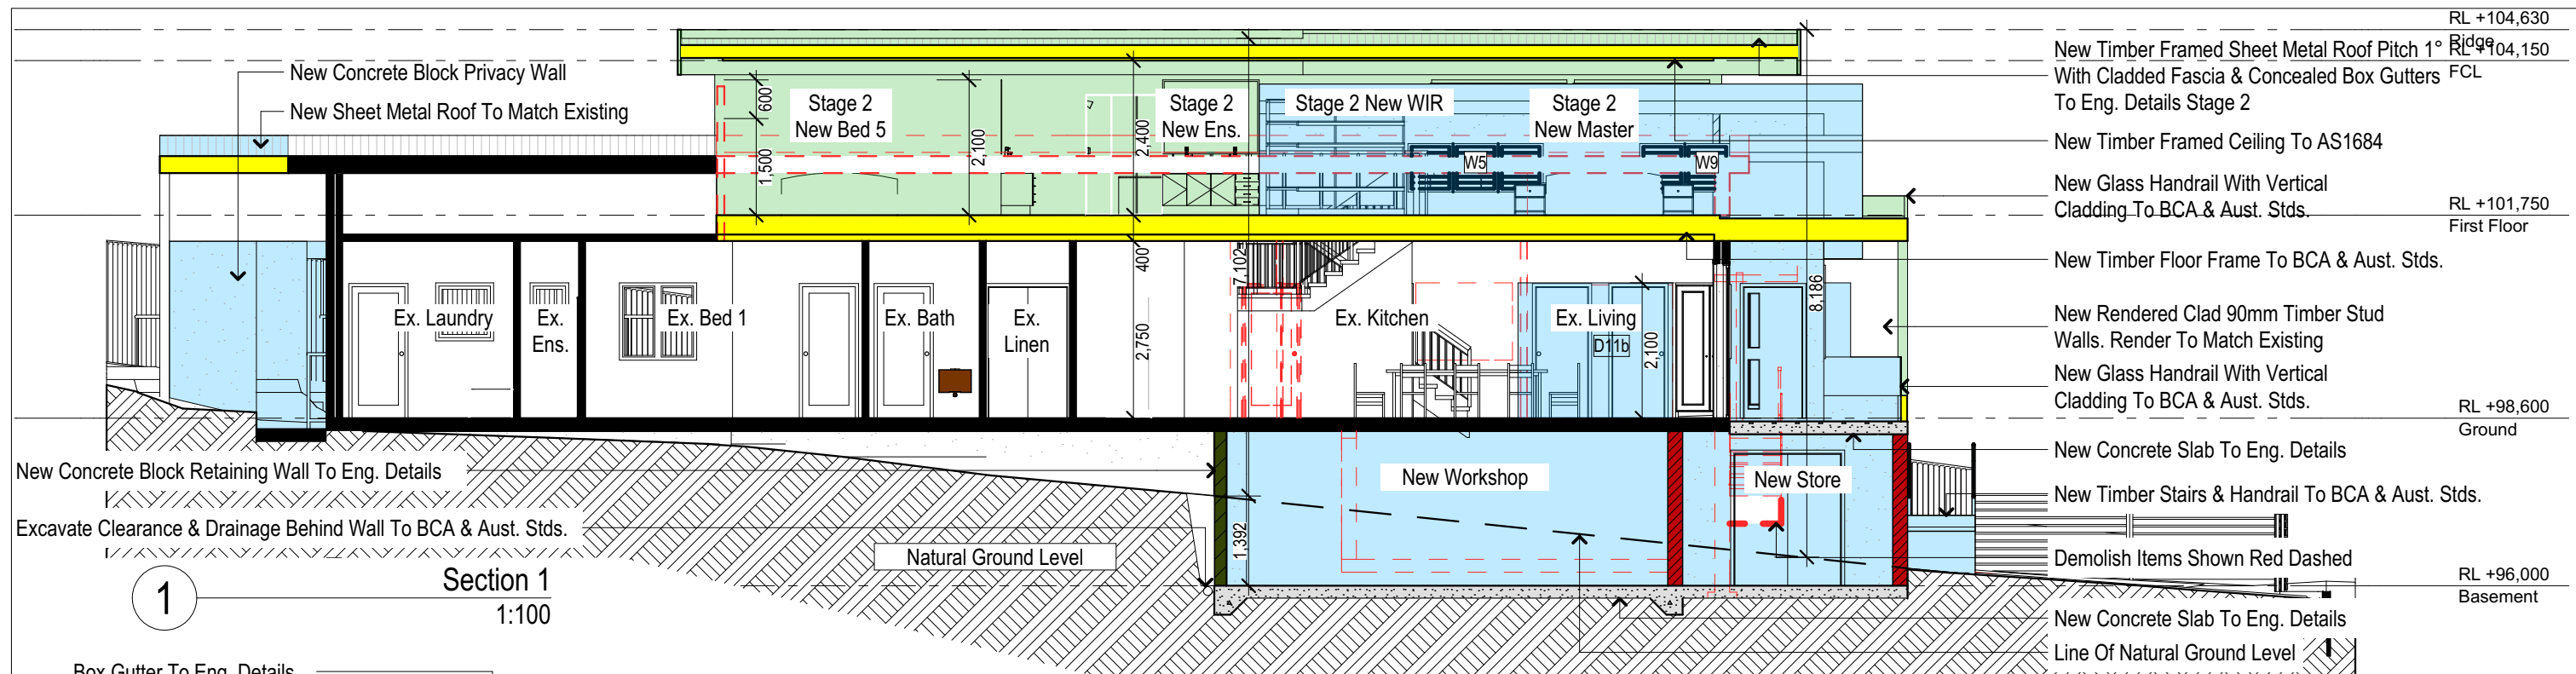 RL +104,630
Ridge
RL +104,150
FCL
New Timber Framed Sheet Metal Roof Pitch 1°
With Cladded Fascia & Concealed Box Gutters
To Eng. Details Stage 2
New Timber Framed Ceiling To AS1684
New Glass Handrail With Vertical
Cladding To BCA & Aust. Stds.
RL +101,750
First Floor
New Timber Floor Frame To BCA & Aust. Stds.
New Rendered Clad 90mm Timber Stud
Walls. Render To Match Existing
New Glass Handrail With Vertical
Cladding To BCA & Aust. Stds.
RL +98,600
Ground
New Concrete Slab To Eng. Details
New Timber Stairs & Handrail To BCA & Aust. Stds.
Demolish Items Shown Red Dashed
RL +96,000
Basement
New Concrete Slab To Eng. Details
Line Of Natural Ground Level
New Concrete Block Privacy Wall
New Sheet Metal Roof To Match Existing
600
1,500
Stage 2
New Bed 5
2,100
2,400
Stage 2
New Ens.
Stage 2 New WIR
Stage 2
New Master
W5
W9
400
7,102
8,186
Ex. Laundry
Ex.
Ens.
Ex. Bed 1
Ex. Bath
Ex.
Linen
2,750
Ex. Kitchen
Ex. Living
D11b
2,100
New Concrete Block Retaining Wall To Eng. Details
Excavate Clearance & Drainage Behind Wall To BCA & Aust. Stds.
Natural Ground Level
1,392
New Workshop
New Store
1
Section 1
1:100
Box Gutter To Eng. Details